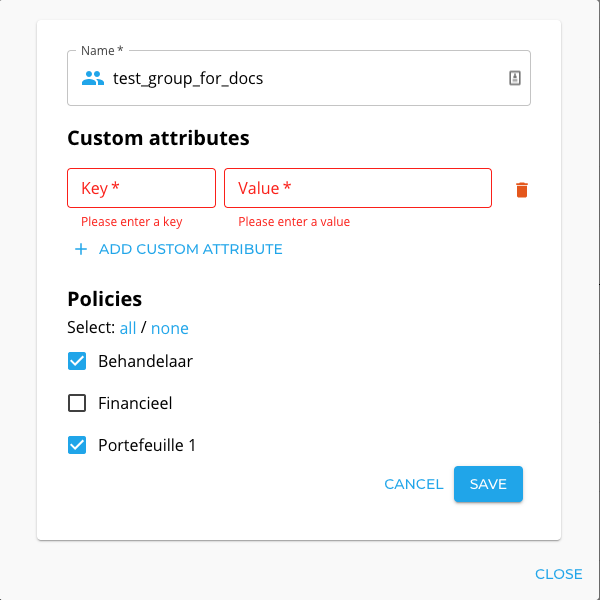 Name *
test_group_for_docs
Custom attributes
Key * Value *
Please enter a key Please enter a value
+ ADD CUSTOM ATTRIBUTE
Policies
Select: all / none
Behandelaar
Financieel
Portefeuille 1
CANCEL SAVE
CLOSE